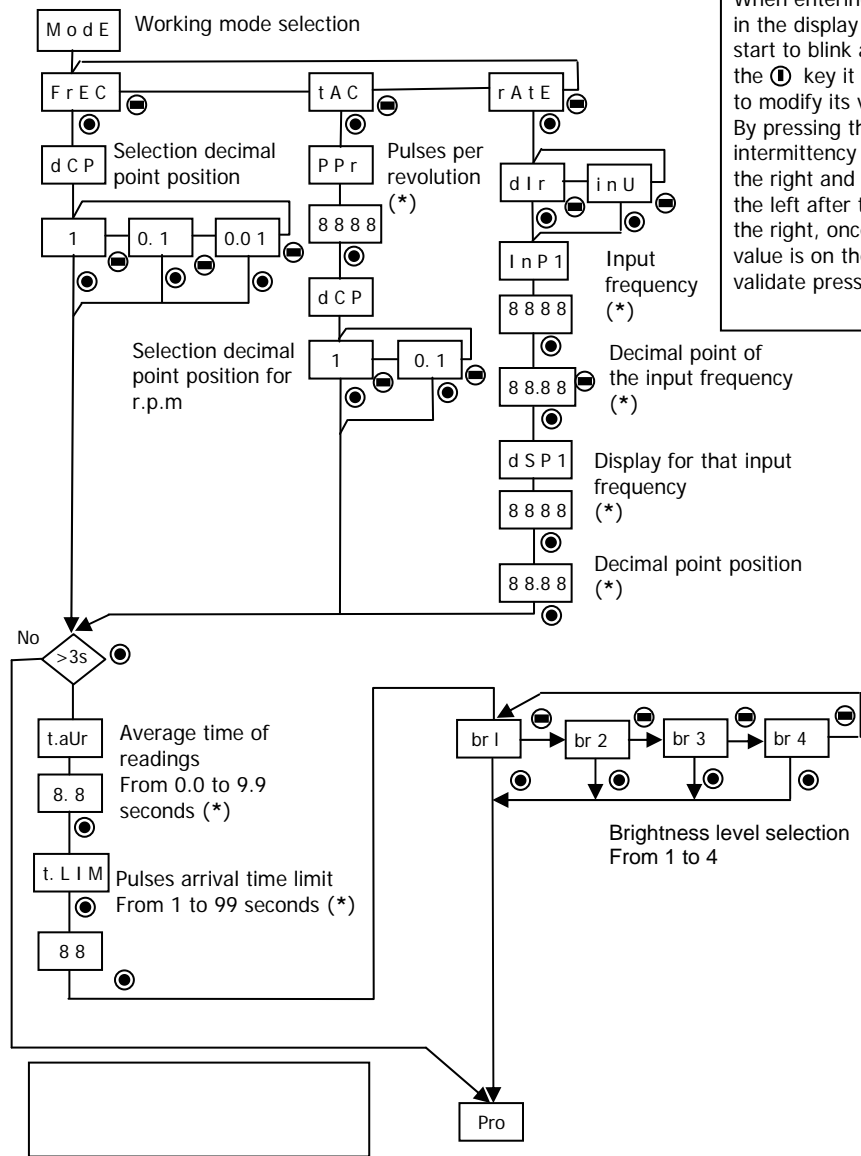 When entering
in the display
start to blink a
the key it
to modify its v
By pressing th
intermittency
the right and
the left after t
the right, once
value is on the
validate press
M o d E
Working mode selection
F r E C
t A C
r A t E
d C P
Selection decimal
point position
1
0. 1
0.0 1
P P r
Pulses per
revolution
(*)
8 8 8 8
d C P
Selection decimal
point position for
r.p.m
1
0. 1
d I r
i n U
I n P 1
Input
frequency
(*)
8 8 8 8
8 8.8 8
Decimal point of
the input frequency
(*)
d S P 1
Display for that input
frequency
(*)
8 8 8 8
8 8.8 8
Decimal point position
(*)
No
>3s
t.aUr
Average time of
readings
From 0.0 to 9.9
seconds (*)
8. 8
t. L I M
Pulses arrival time limit
From 1 to 99 seconds (*)
8 8
br I
br 2
br 3
br 4
Brightness level selection
From 1 to 4
Pro